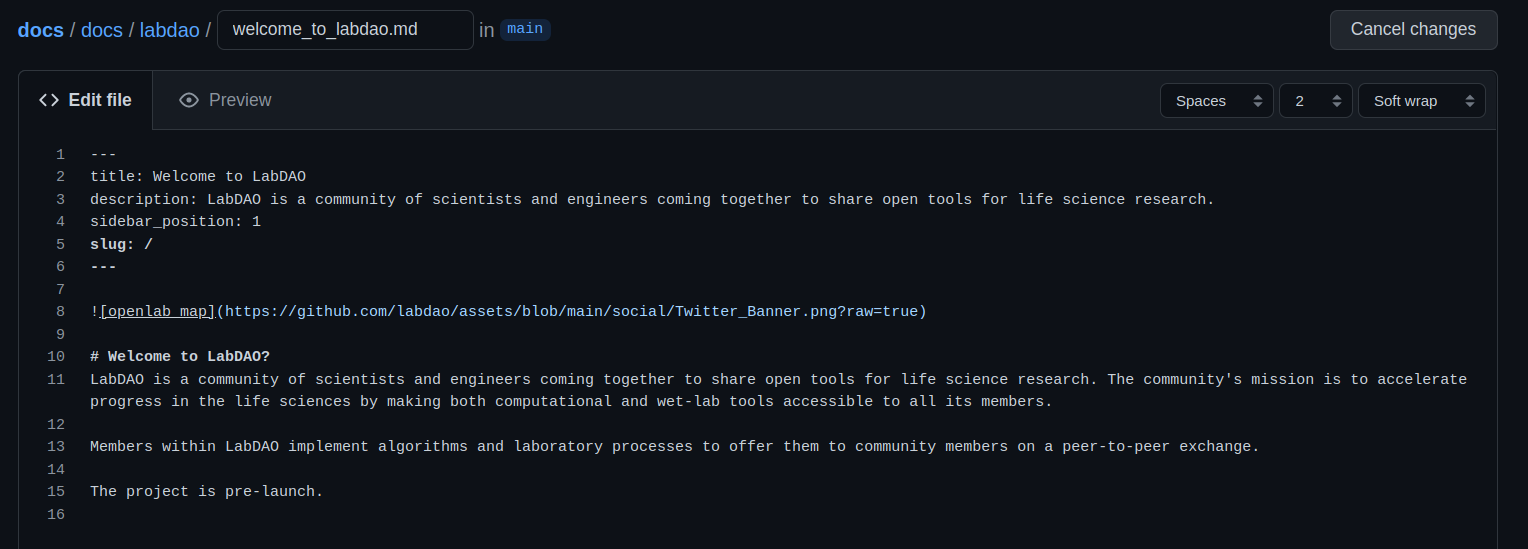 docs / docs / labdao / welcome_to_labdao.md in main Cancel changes
Edit file Preview Spaces 2 Soft wrap
1 ---
2 title: Welcome to LabDAO
3 description: LabDAO is a community of scientists and engineers coming together to share open tools for life science research.
4 sidebar_position: 1
5 slug: /
6 ---
7
8 ![openlab map](https://github.com/labdao/assets/blob/main/social/Twitter_Banner.png?raw=true)
9
10 # Welcome to LabDAO?
11 LabDAO is a community of scientists and engineers coming together to share open tools for life science research. The community's mission is to accelerate
progress in the life sciences by making both computational and wet-lab tools accessible to all its members.
12
13 Members within LabDAO implement algorithms and laboratory processes to offer them to community members on a peer-to-peer exchange.
14
15 The project is pre-launch.
16